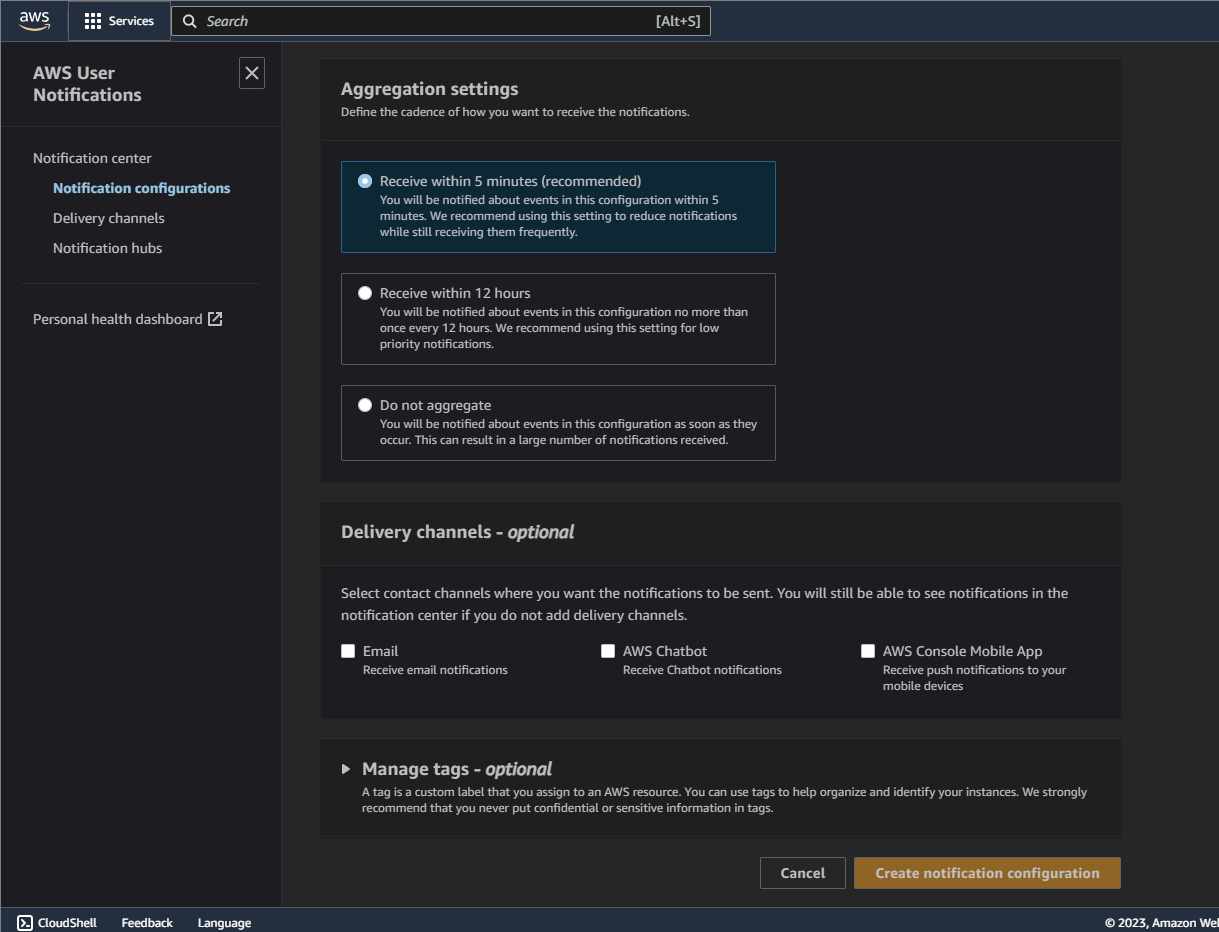 aws
Services
Search
[Alt+S]
AWS User
Notifications
Notification center
Notification configurations
Delivery channels
Notification hubs
Personal health dashboard
Aggregation settings
Define the cadence of how you want to receive the notifications.
Receive within 5 minutes (recommended)
You will be notified about events in this configuration within 5
minutes. We recommend using this setting to reduce notifications
while still receiving them frequently.
Receive within 12 hours
You will be notified about events in this configuration no more than
once every 12 hours. We recommend using this setting for low
priority notifications.
Do not aggregate
You will be notified about events in this configuration as soon as they
occur. This can result in a large number of notifications received.
Delivery channels - optional
Select contact channels where you want the notifications to be sent. You will still be able to see notifications in the
notification center if you do not add delivery channels.
Email
Receive email notifications
AWS Chatbot
Receive Chatbot notifications
AWS Console Mobile App
Receive push notifications to your
mobile devices
Manage tags - optional
A tag is a custom label that you assign to an AWS resource. You can use tags to help organize and identify your instances. We strongly
recommend that you never put confidential or sensitive information in tags.
Cancel
Create notification configuration
CloudShell
Feedback
Language
© 2023, Amazon Wel